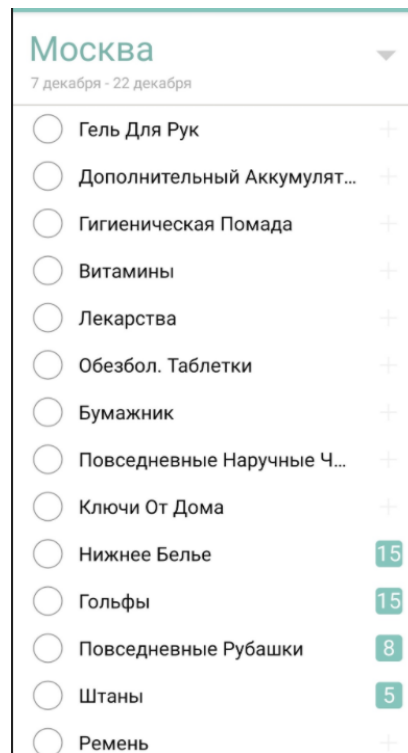 Москва
7 декабря - 22 декабря
Гель Для Рук
Дополнительный Аккумулят...
Гигиеническая Помада
Витамины
Лекарства
Обезбол. Таблетки
Бумажник
Повседневные Наручные Ч...
Ключи От Дома
Нижнее Белье 15
Гольфы 15
Повседневные Рубашки 8
Штаны 5
Ремень